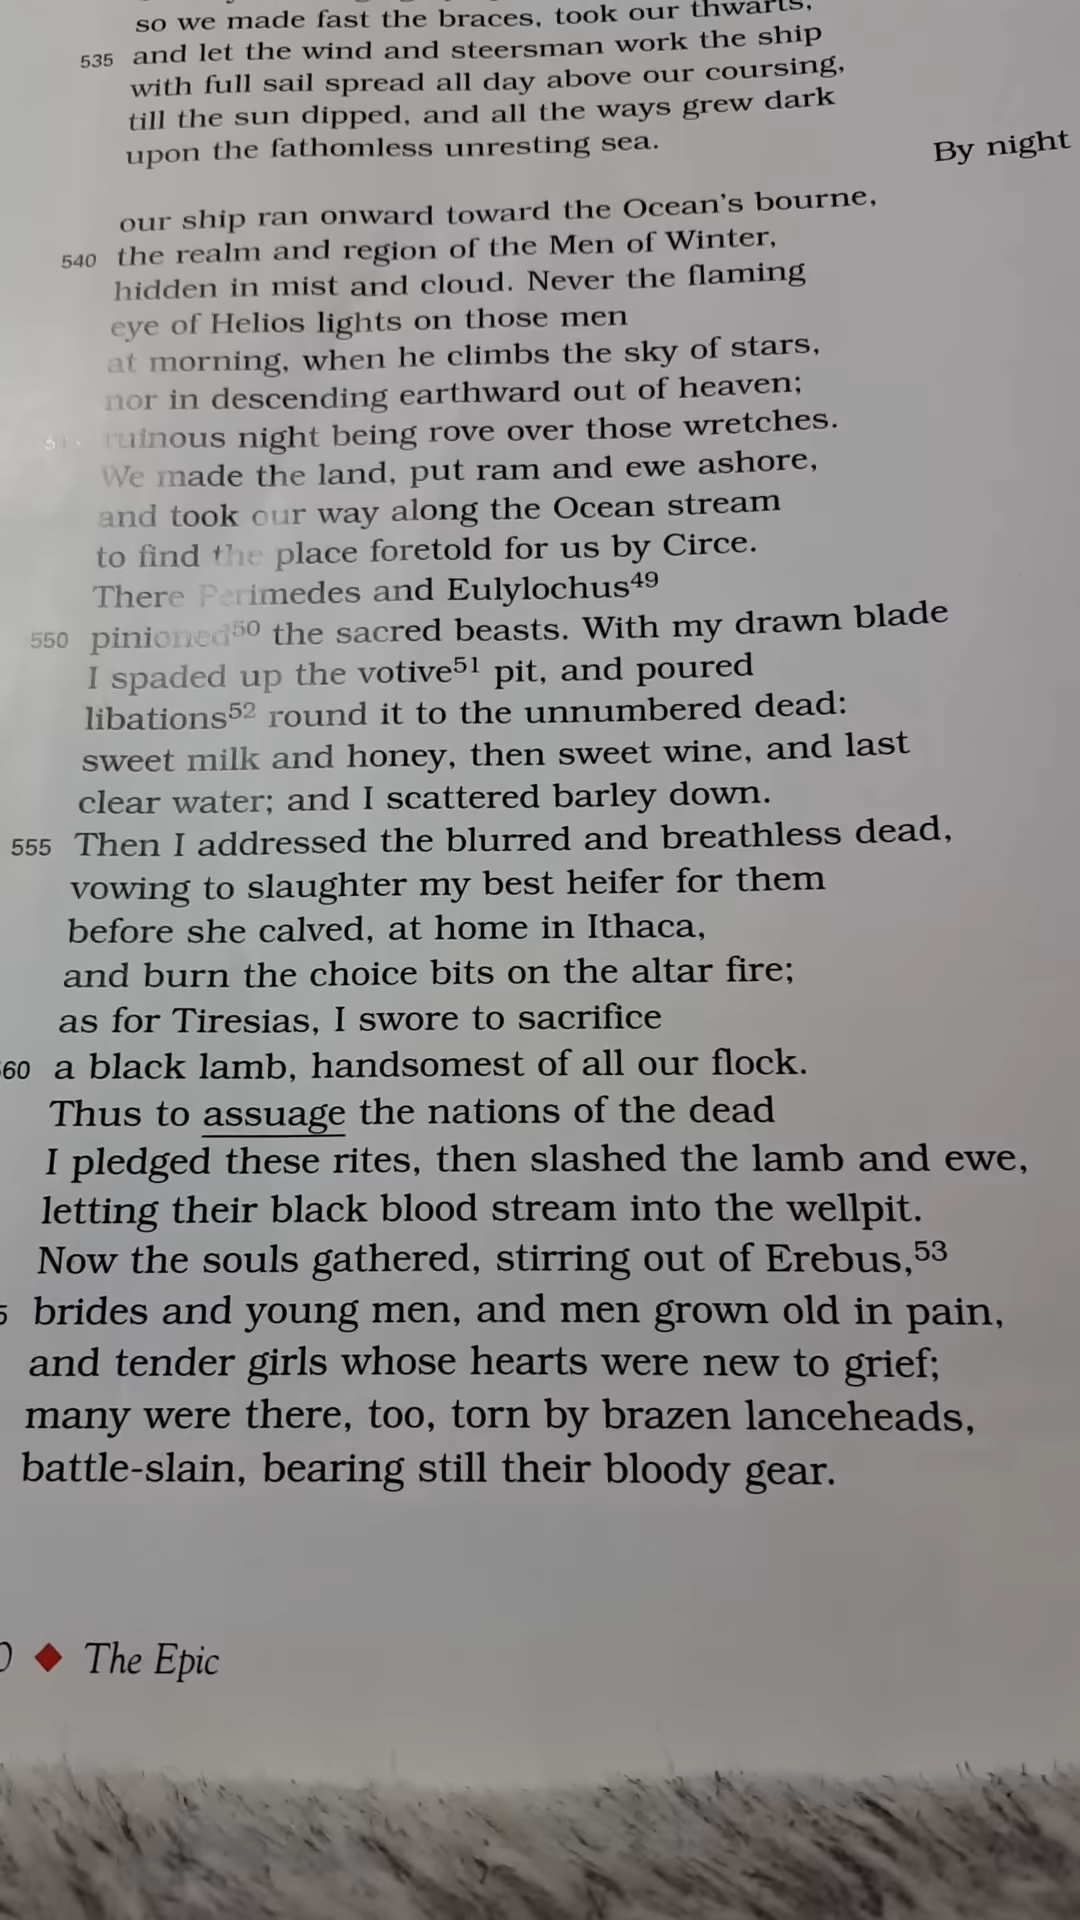 so we made fast the braces, took our thwarts,
535 and let the wind and steersman work the ship
with full sail spread all day above our coursing,
till the sun dipped, and all the ways grew dark
upon the fathomless unresting sea.
By night
our ship ran onward toward the Ocean's bourne,
540 the realm and region of the Men of Winter,
hidden in mist and cloud. Never the flaming
eye of Helios lights on those men
at morning, when he climbs the sky of stars,
nor in descending earthward out of heaven;
ruinous night being rove over those wretches.
We made the land, put ram and ewe ashore,
and took our way along the Ocean stream
to find the place foretold for us by Circe.
There Perimedes and Eulylochus49
550 pinioned50 the sacred beasts. With my drawn blade
I spaded up the votive51 pit, and poured
libations52 round it to the unnumbered dead:
sweet milk and honey, then sweet wine, and last
clear water; and I scattered barley down.
555 Then I addressed the blurred and breathless dead,
vowing to slaughter my best heifer for them
before she calved, at home in Ithaca,
and burn the choice bits on the altar fire;
as for Tiresias, I swore to sacrifice
60 a black lamb, handsomest of all our flock.
Thus to assuage the nations of the dead
I pledged these rites, then slashed the lamb and ewe,
letting their black blood stream into the wellpit.
Now the souls gathered, stirring out of Erebus,53
5 brides and young men, and men grown old in pain,
and tender girls whose hearts were new to grief;
many were there, too, torn by brazen lanceheads,
battle-slain, bearing still their bloody gear.
0 ◆ The Epic